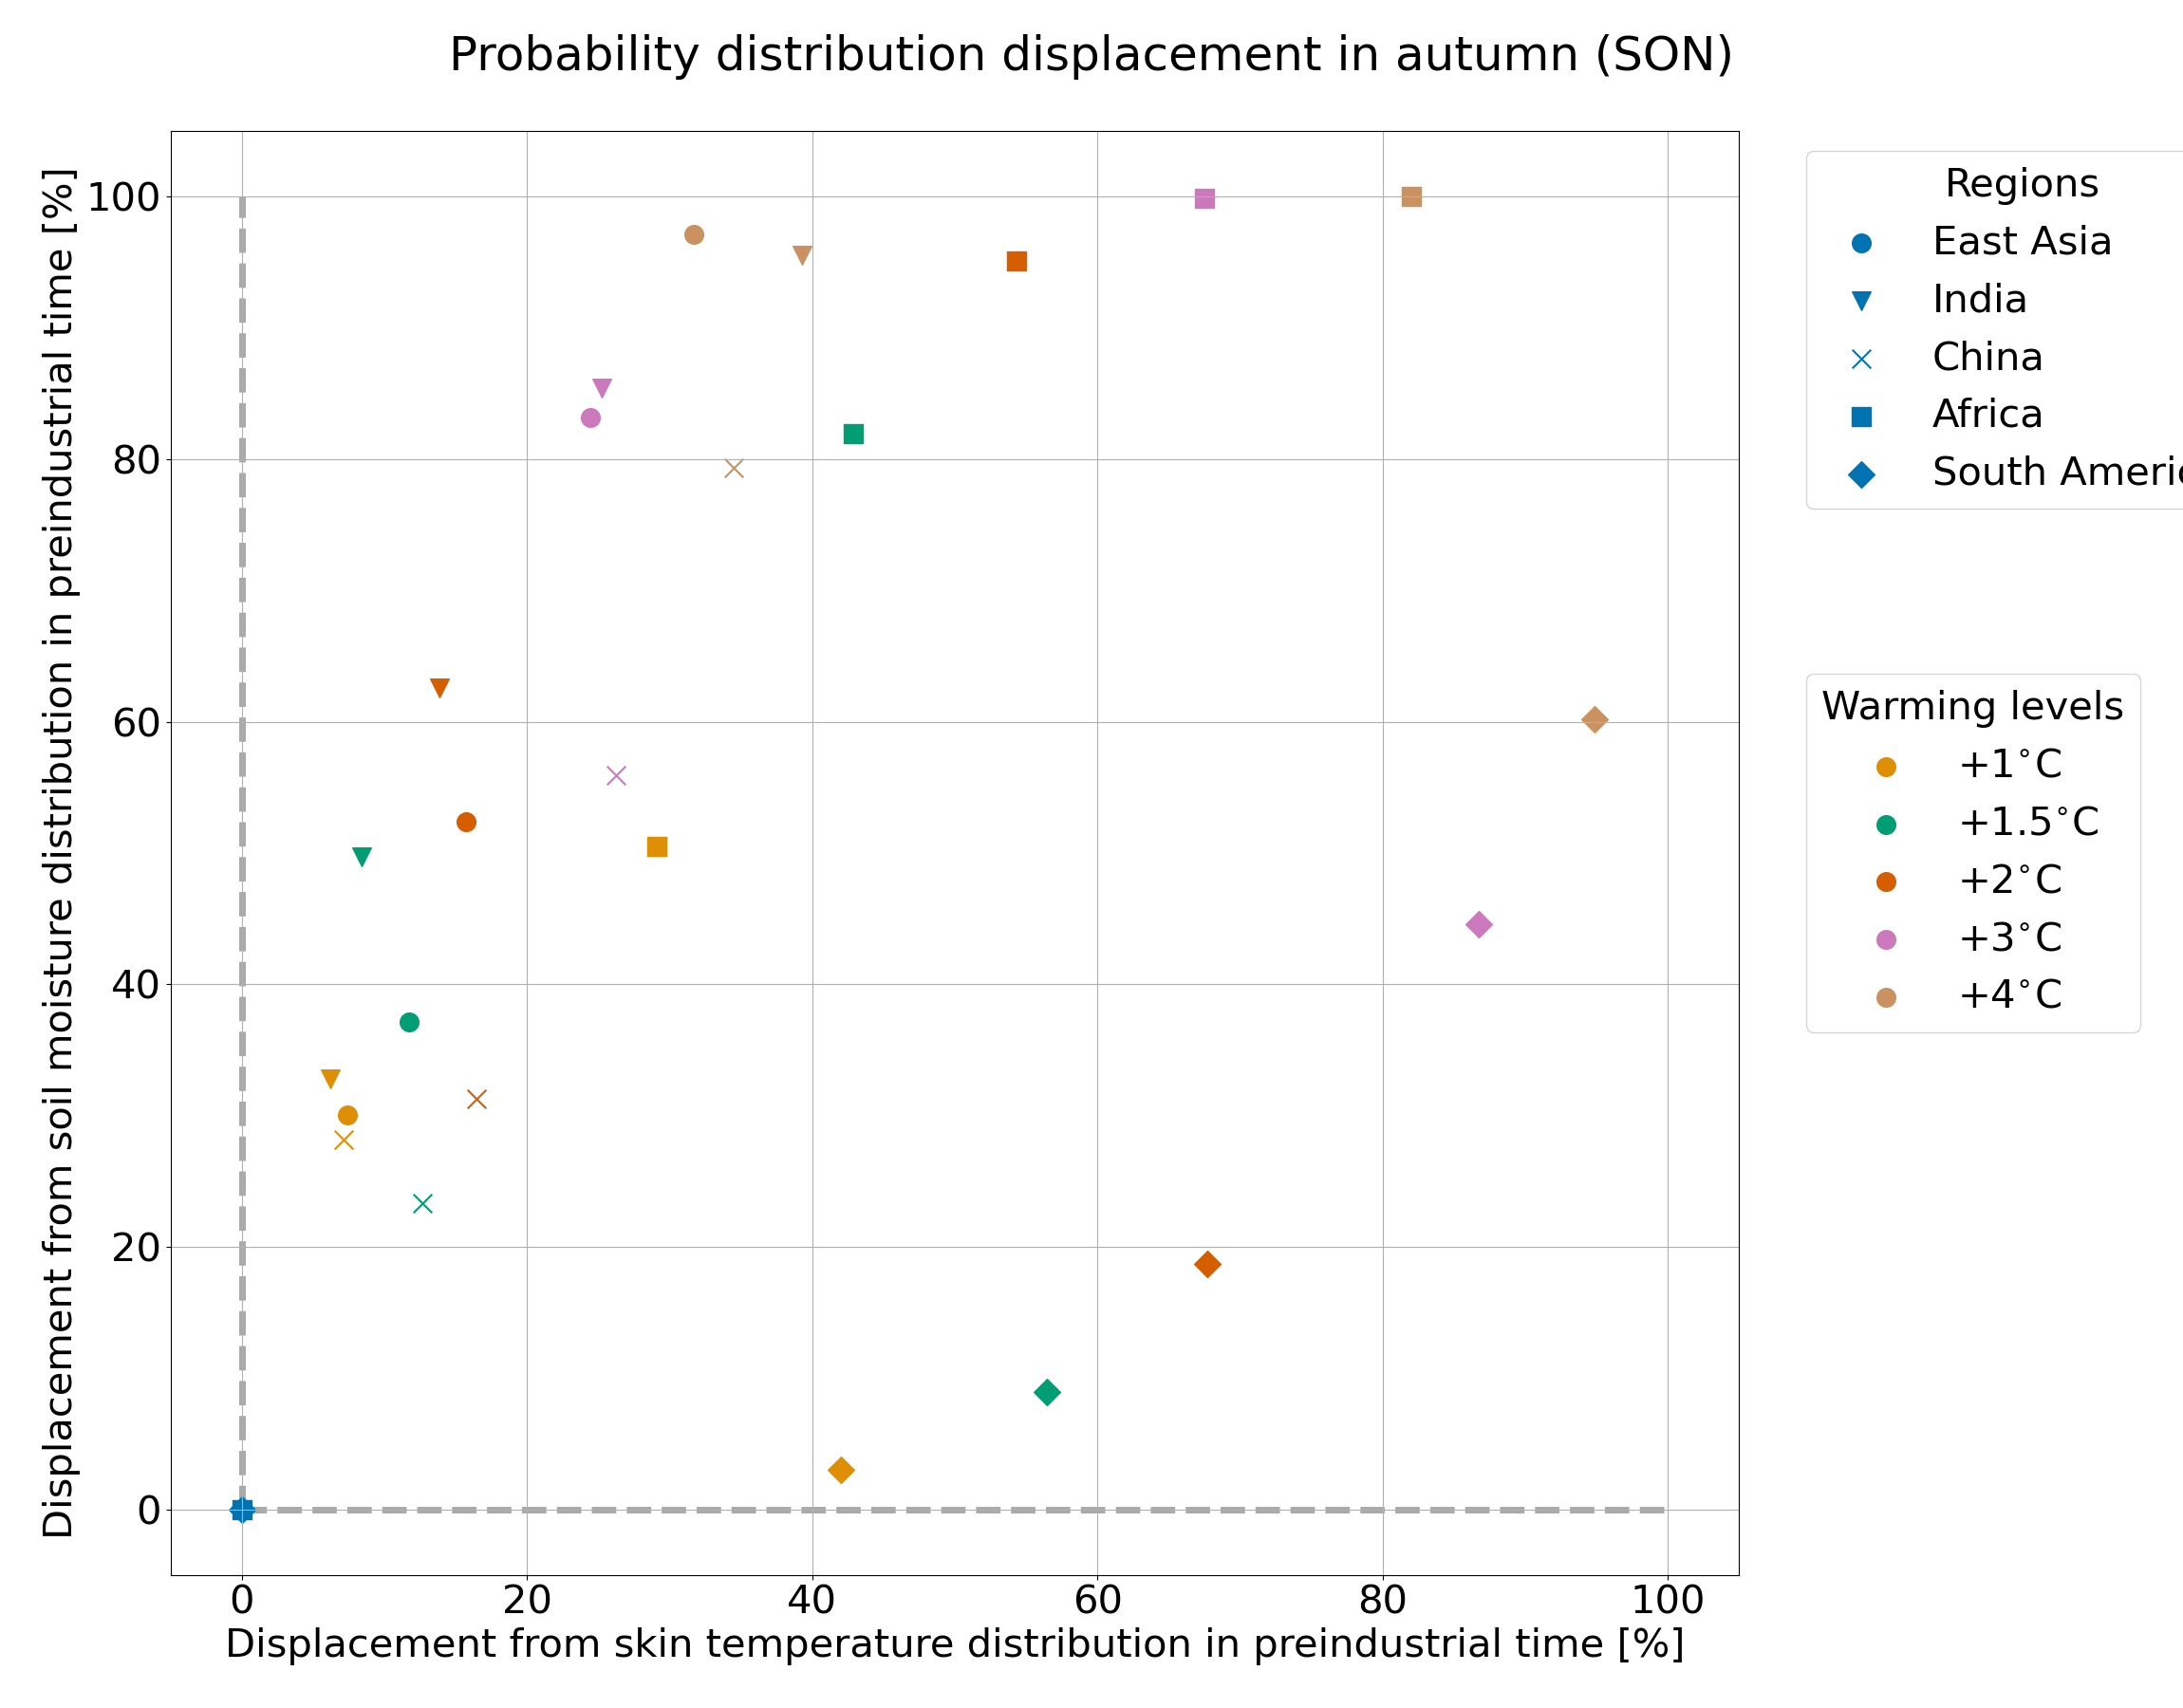 Probability distribution displacement in autumn (SON)
Displacement from soil moisture distribution in preindustrial time [%]
100
80
60
40
20
0
0 20 40 60 80 100
Displacement from skin temperature distribution in preindustrial time [%]
Regions
East Asia
India
China
Africa
South Ameri
Warming levels
+1°C
+1.5°C
+2°C
+3°C
+4°C